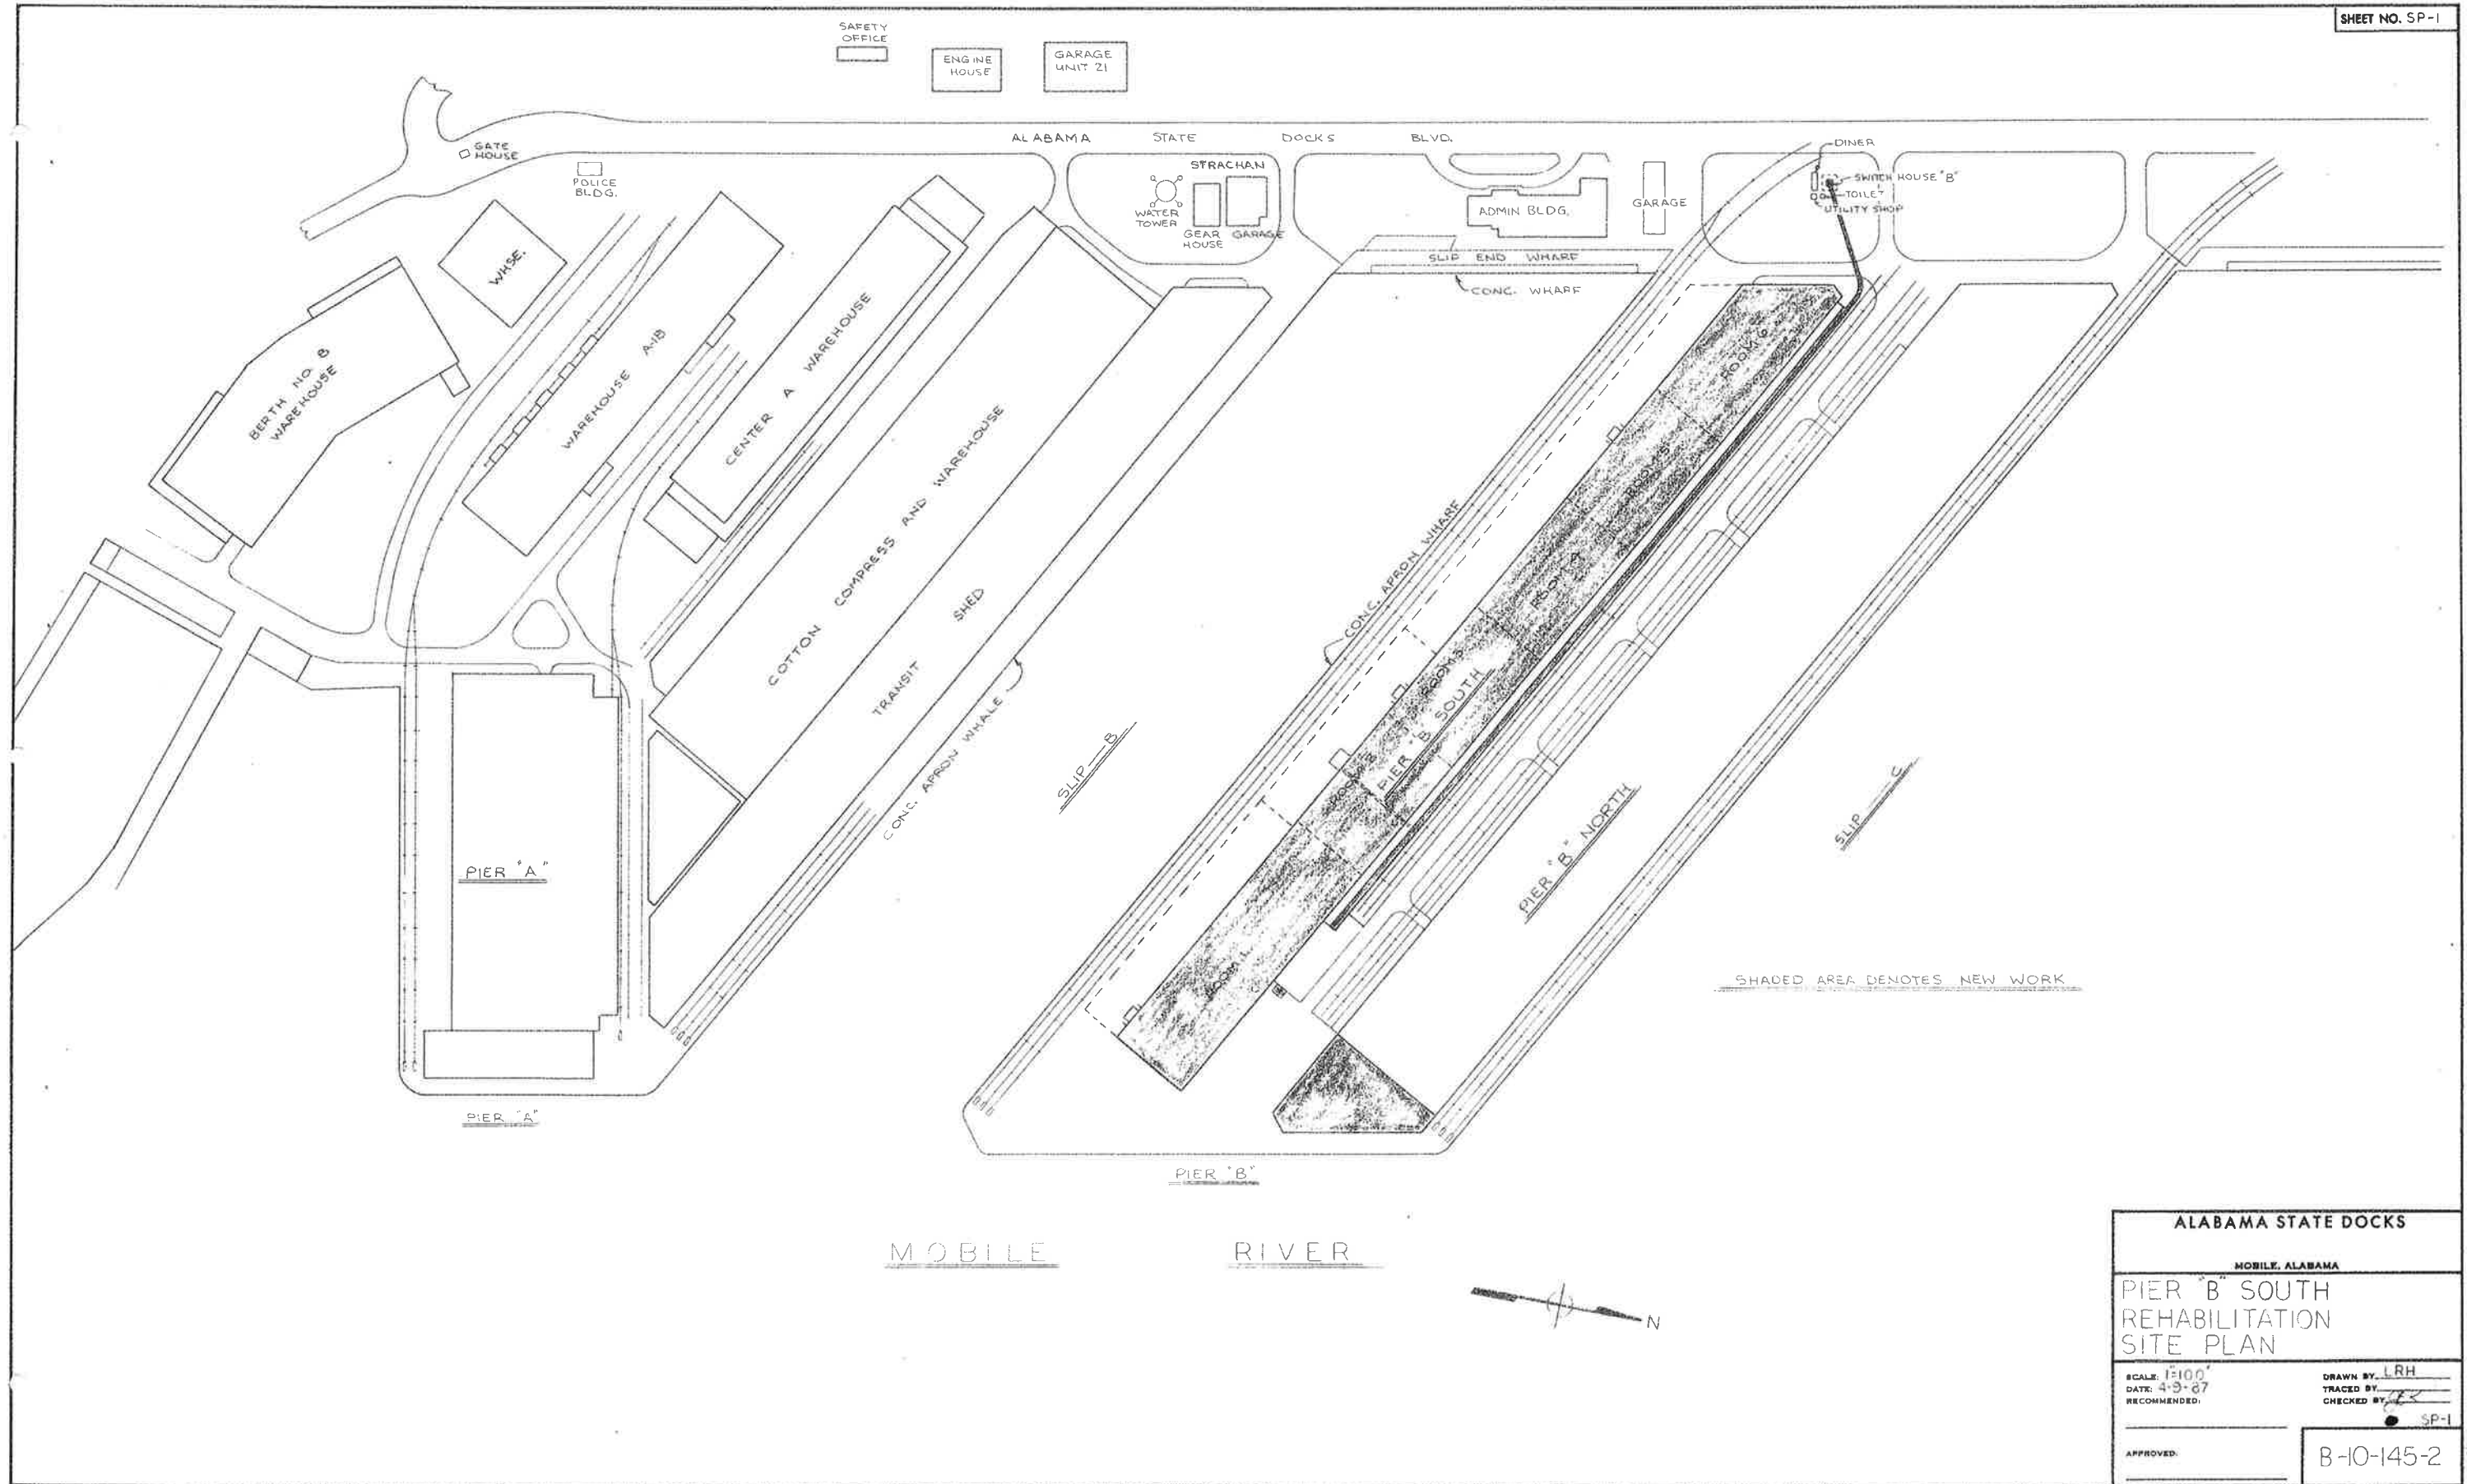 SHEET NO. SP-1
SAFETY
OFFICE
ENGINE
HOUSE
GARAGE
UNIT 21
ALABAMA STATE DOCKS BLVD.
GATE
HOUSE
POLICE
BLDG.
STRACHAN
WATER
TOWER
GEAR
HOUSE
GARAGE
ADMIN BLDG.
GARAGE
DINER
SWITCH HOUSE "B"
TOILET
UTILITY SHOP
SLIP END WHARF
CONC. WHARF
WHSE.
BERTH NO. 8
WAREHOUSE
WAREHOUSE A-1B
CENTER A WAREHOUSE
COTTON COMPRESS AND WAREHOUSE
TRANSIT SHED
CONC. APRON WHALE
SLIP B
CONC. APRON WHARF
ROOM 6
ROOM 5
ROOM 4
ROOM 3
ROOM 2
ROOM 1
PIER "B" SOUTH
PIER "B" NORTH
SLIP C
PIER "A"
PIER "A"
SHADED AREA DENOTES NEW WORK
PIER "B"
MOBILE RIVER
N
ALABAMA STATE DOCKS
MOBILE, ALABAMA
PIER "B" SOUTH
REHABILITATION
SITE PLAN
SCALE: 1"=100'
DATE: 4-9-87
RECOMMENDED:
DRAWN BY LRH
TRACED BY
CHECKED BY
SP-1
APPROVED:
B-10-145-2